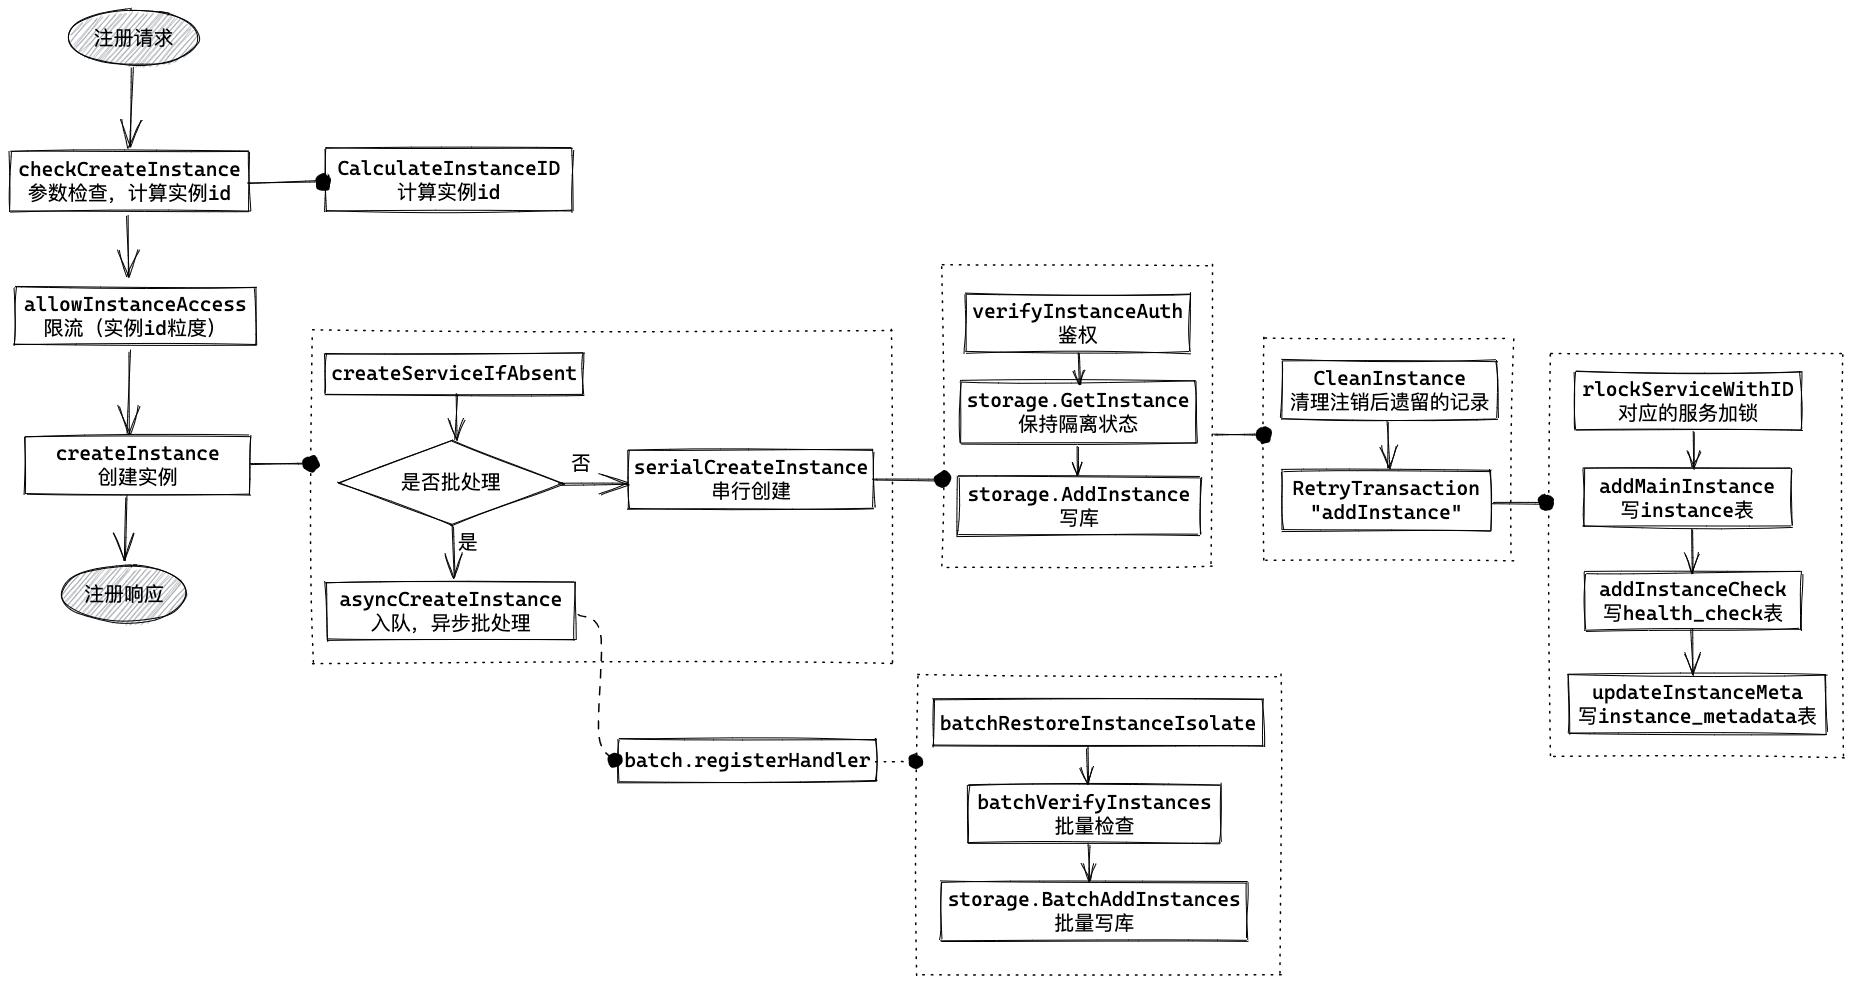 注册请求
checkCreateInstance
参数检查，计算实例id
CalculateInstanceID
计算实例id
allowInstanceAccess
限流（实例id粒度）
createInstance
创建实例
注册响应
createServiceIfAbsent
是否批处理
否
是
serialCreateInstance
串行创建
asyncCreateInstance
入队，异步批处理
verifyInstanceAuth
鉴权
storage.GetInstance
保持隔离状态
storage.AddInstance
写库
CleanInstance
清理注销后遗留的记录
RetryTransaction
"addInstance"
rlockServiceWithID
对应的服务加锁
addMainInstance
写instance表
addInstanceCheck
写health_check表
updateInstanceMeta
写instance_metadata表
batch.registerHandler
batchRestoreInstanceIsolate
batchVerifyInstances
批量检查
storage.BatchAddInstances
批量写库